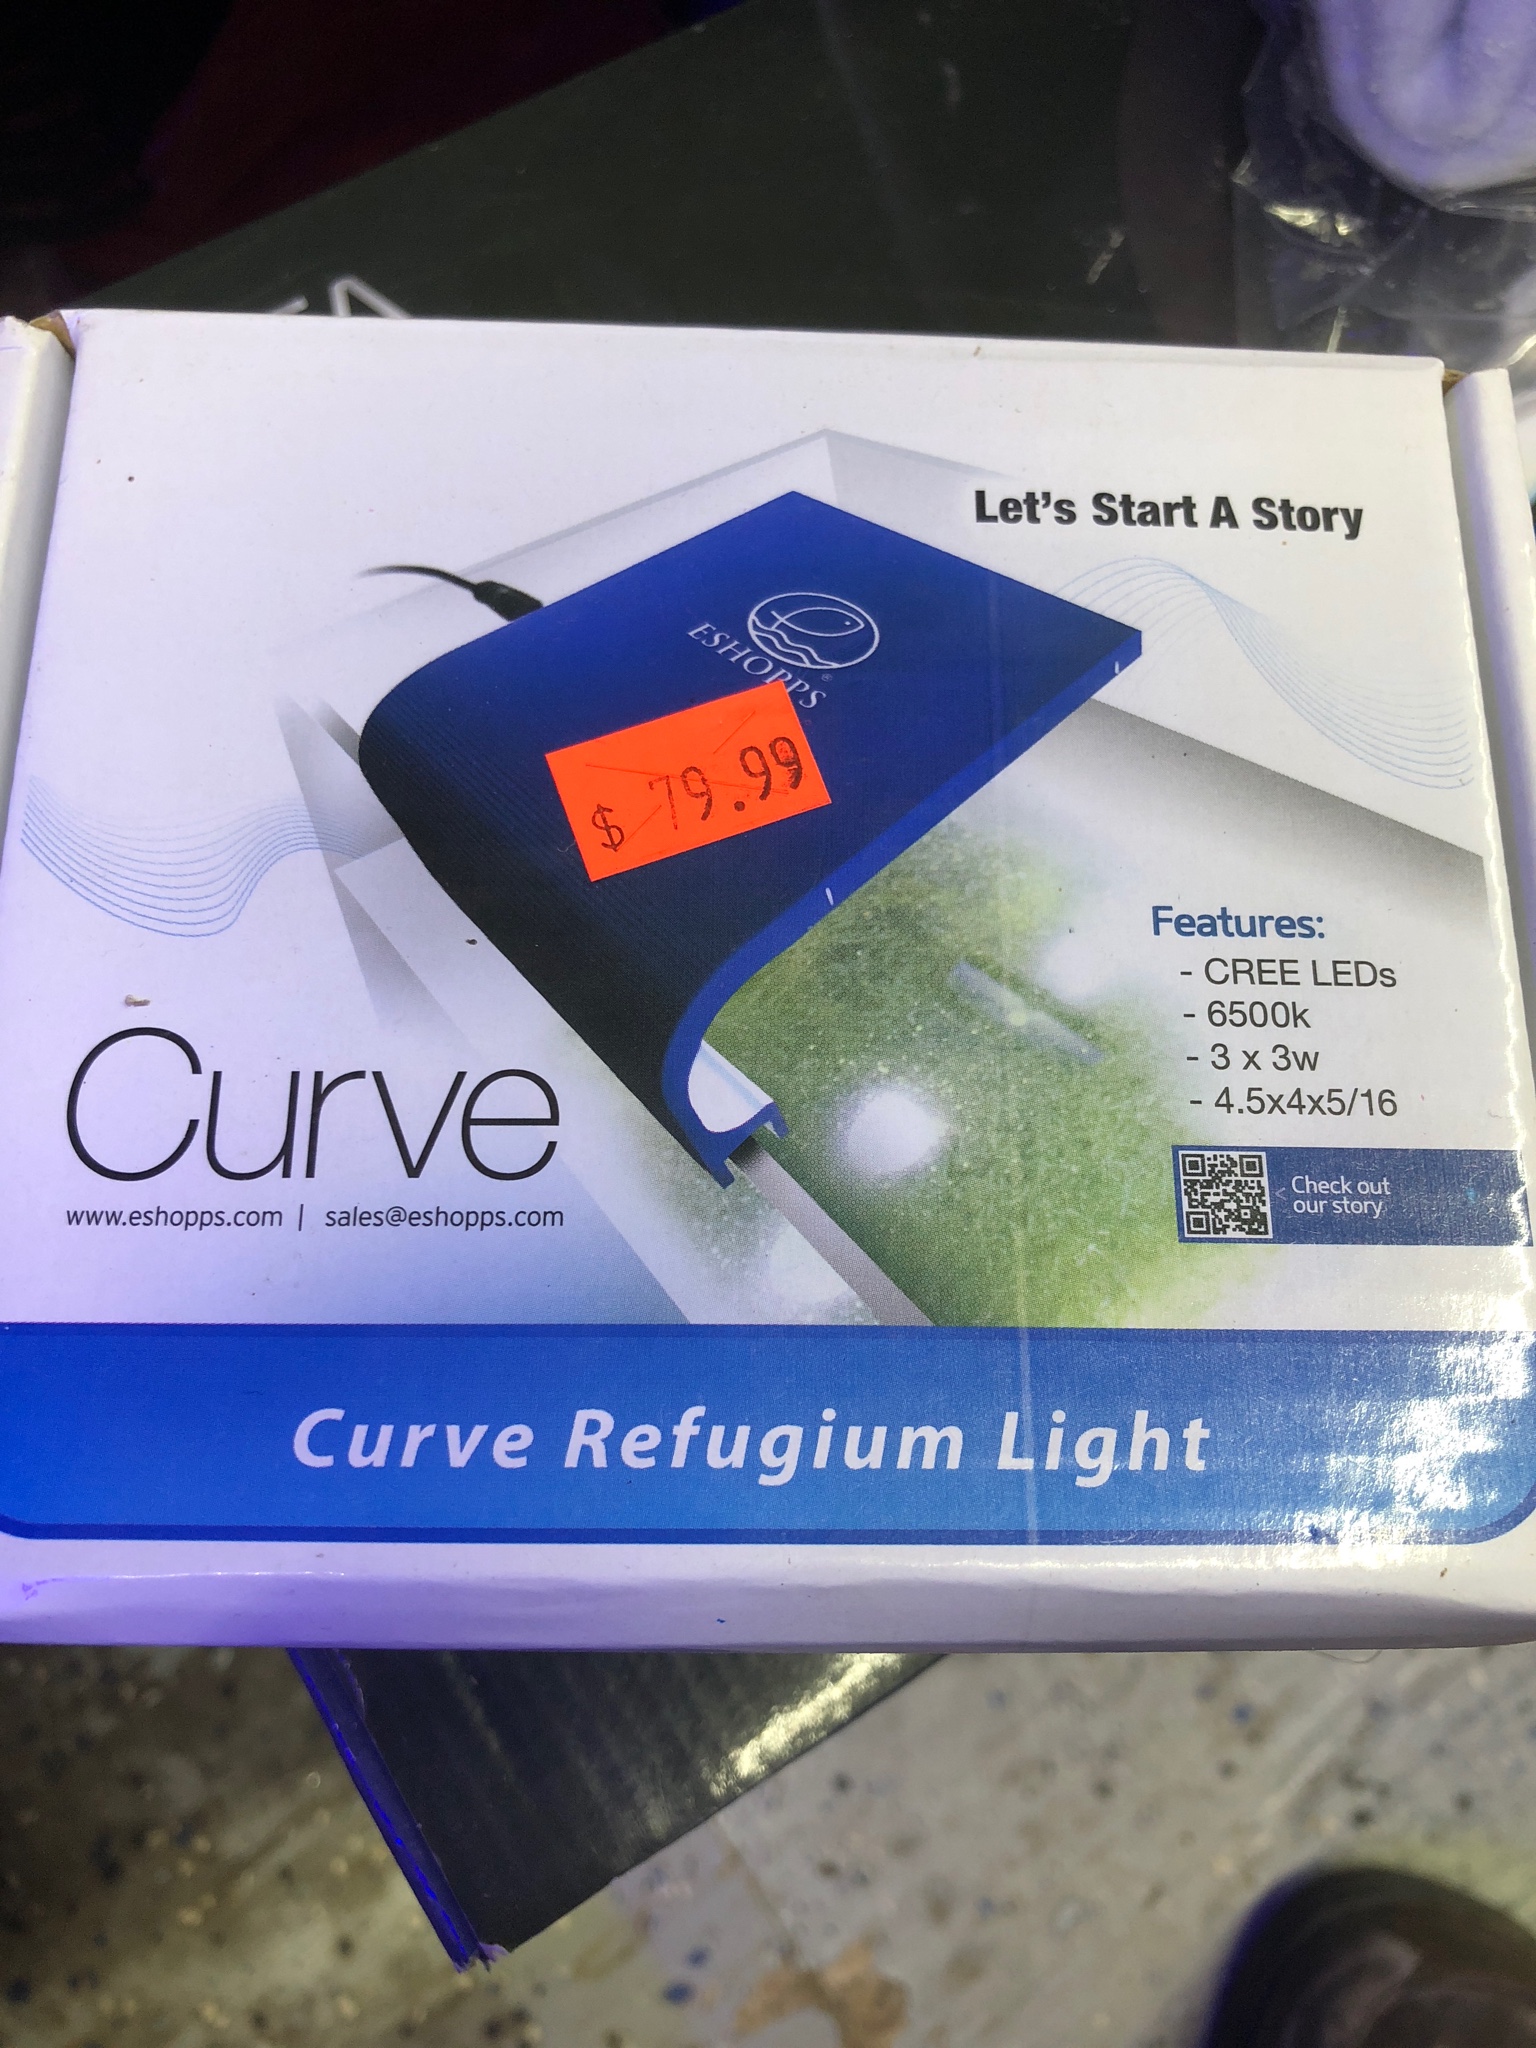 Let's Start A Story
ESHOPPS®
$ 79.99
Features:
- CREE LEDs
- 6500k
- 3 x 3w
- 4.5x4x5/16
Check out
our story
Curve
www.eshopps.com | sales@eshopps.com
Curve Refugium Light